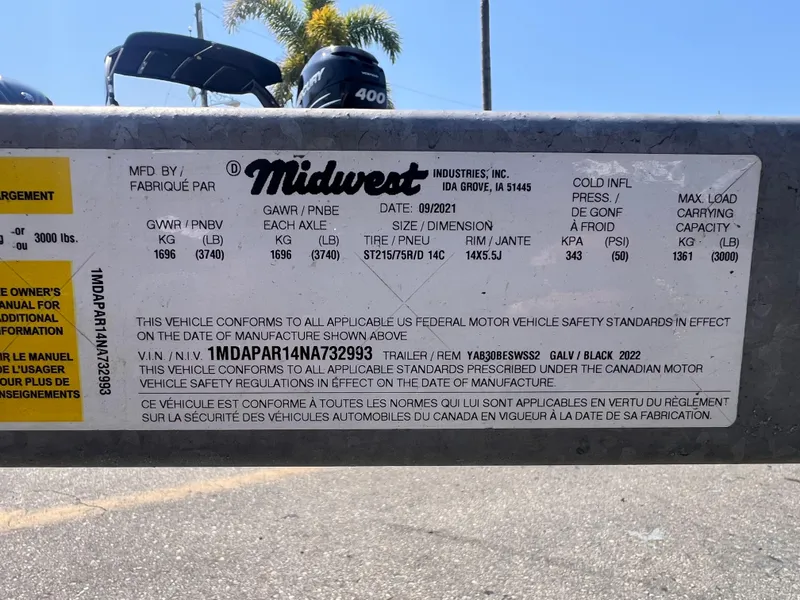 400
ARGEMENT
or 3000 lbs.
ou
E OWNER'S
ANUAL FOR
ADDITIONAL
FORMATION
IR LE MANUEL
DE L'USAGER
POUR PLUS DE
NSEIGNEMENTS
1MDAPAR14NA732993
MFD BY /
FABRIQUÉ PAR
D Midwest INDUSTRIES, INC.
IDA GROVE, IA 51445
DATE: 09/2021
GVWR / PNBV
KG (LB)
1696 (3740)
GAWR / PNBE
EACH AXLE
KG (LB)
1696 (3740)
SIZE / DIMENSION
TIRE / PNEU RIM / JANTE
ST215/75R/D 14C 14X5.5J
COLD INFL
PRESS. /
DE GONF
À FROID
KPA (PSI)
343 (50)
MAX. LOAD
CARRYING
CAPACITY
KG (LB)
1361 (3000)
THIS VEHICLE CONFORMS TO ALL APPLICABLE US FEDERAL MOTOR VEHICLE SAFETY STANDARDS IN EFFECT
ON THE DATE OF MANUFACTURE SHOWN ABOVE
V.I.N / N.I.V. 1MDAPAR14NA732993 TRAILER / REM YAB30BESWSS2 GALV / BLACK 2022
THIS VEHICLE CONFORMS TO ALL APPLICABLE STANDARDS PRESCRIBED UNDER THE CANADIAN MOTOR
VEHICLE SAFETY REGULATIONS IN EFFECT ON THE DATE OF MANUFACTURE.
CE VÉHICULE EST CONFORME À TOUTES LES NORMES QUI LUI SONT APPLICABLES EN VERTU DU RÈGLEMENT
SUR LA SÉCURITÉ DES VÉHICULES AUTOMOBILES DU CANADA EN VIGUEUR À LA DATE DE SA FABRICATION.